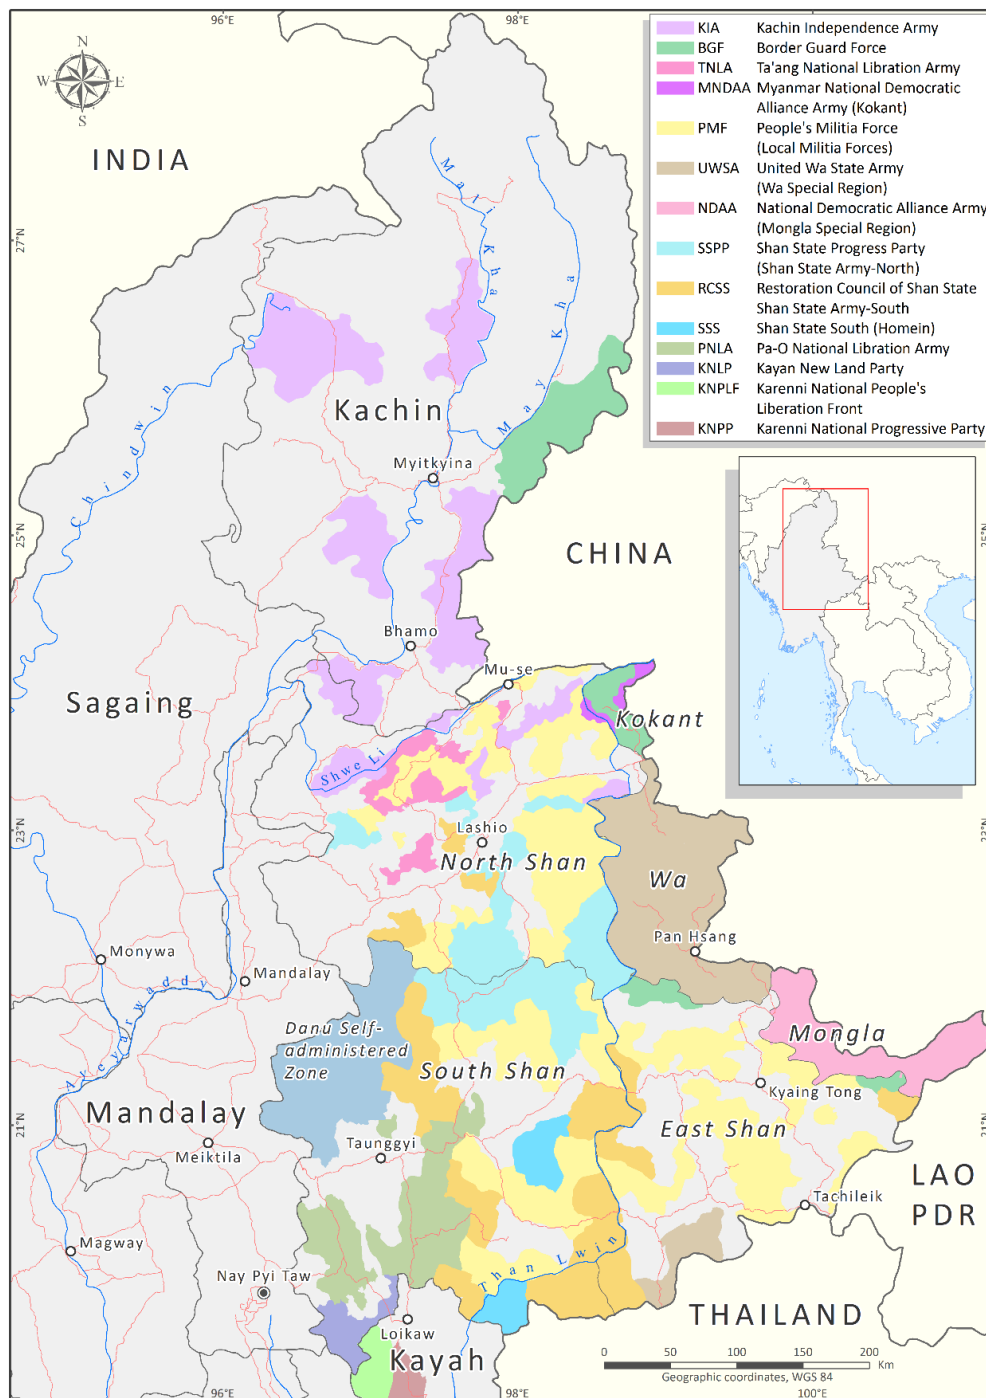 96°E
98°E
N
W
E
S
INDIA
KIA Kachin Independence Army
BGF Border Guard Force
TNLA Ta'ang National Libration Army
MNDAA Myanmar National Democratic
Alliance Army (Kokant)
PMF People's Militia Force
(Local Militia Forces)
UWSA United Wa State Army
(Wa Special Region)
NDAA National Democratic Alliance Army
(Mongla Special Region)
SSPP Shan State Progress Party
(Shan State Army-North)
RCSS Restoration Council of Shan State
Shan State Army-South
SSS Shan State South (Homein)
PNLA Pa-O National Libration Army
KNLP Kayan New Land Party
KNPLF Karenni National People's
Liberation Front
KNPP Karenni National Progressive Party
Mali Kha
May Kha
27°N
Chindwin
Kachin
Myitkyina
25°N
25°N
CHINA
Bhamo
Mu-se
Sagaing
Kokant
Shwe Li
23°N
23°N
Lashio
North Shan
Wa
Pan Hsang
Monywa
Mandalay
Ayeyarwaddy
Danu Self-
administered
Zone
Mongla
South Shan
Kyaing Tong
Mandalay
21°N
21°N
East Shan
Meiktila
Taunggyi
LAO
PDR
Tachileik
Magway
Than Lwin
Nay Pyi Taw
THAILAND
Loikaw
Kayah
0 50 100 150 200
Km
Geographic coordinates, WGS 84
96°E
98°E
100°E